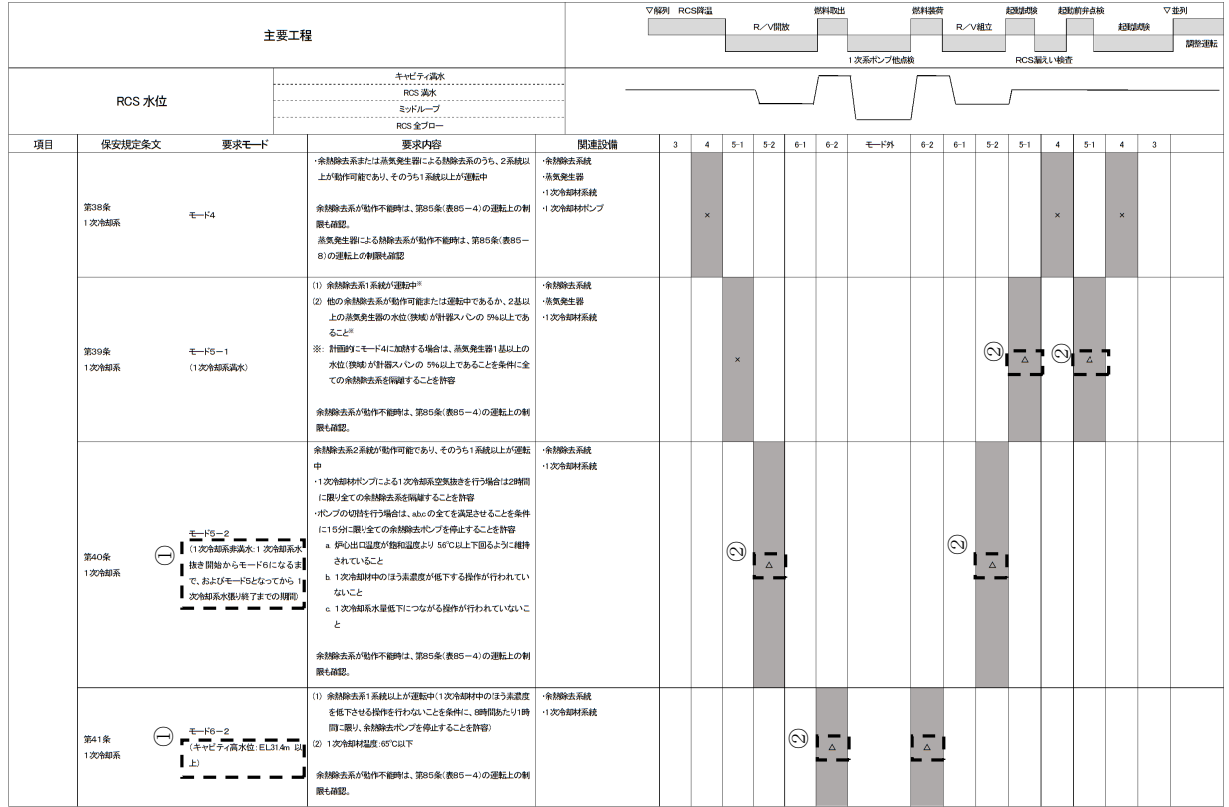 主要工程
▽解列 RCS降温 燃料取出 燃料装荷 起動試験 起動前弁点検 ▽並列
R/V開放 R/V組立 起動試験
調整運転
1次系ポンプ他点検 RCS漏えい検査
RCS 水位
キャビティ満水
RCS 満水
ミッドループ
RCS 全ブロー
項目 保安規定条文 要求モード 要求内容 関連設備 3 4 5-1 5-2 6-1 6-2 モード外 6-2 6-1 5-2 5-1 4 5-1 4 3
第38条
1次冷却系
モード4
・余熱除去系または蒸気発生器による熱除去系のうち、2系統以
上が動作可能であり、そのうち1系統以上が運転中
余熱除去系が動作不能時は、第85条(表85-4)の運転上の制
限も確認。
蒸気発生器による熱除去系が動作不能時は、第85条(表85-
8)の運転上の制限も確認
・余熱除去系統
・蒸気発生器
・1次冷却材系統
・1次冷却材ポンプ
× × ×
第39条
1次冷却系
モード5-1
(1次冷却系満水)
(1) 余熱除去系1系統が運転中※
(2) 他の余熱除去系が動作可能または運転中であるか、2基以
上の蒸気発生器の水位(狭域)が計器スパンの 5%以上であ
ること※
※: 計画的にモード4に加熱する場合は、蒸気発生器1基以上の
水位(狭域)が計器スパンの 5%以上であることを条件に全
ての余熱除去系を隔離することを許容
余熱除去系が動作不能時は、第85条(表85-4)の運転上の制
限も確認。
・余熱除去系統
・蒸気発生器
・1次冷却材系統
× ② △ ② △
第40条
1次冷却系
①
モード5-2
(1次冷却系非満水:1 次冷却系水
抜き開始からモード6になるま
で、およびモード5となってから 1
次冷却系水張り終了までの期間)
余熱除去系2系統が動作可能であり、そのうち1系統以上が運転
中
・1次冷却材ポンプによる1次冷却系空気抜きを行う場合は2時間
に限り全ての余熱除去系を隔離することを許容
・ポンプの切替を行う場合は、a,b,c の全てを満足させることを条件
に15分に限り全ての余熱除去ポンプを停止することを許容
a. 炉心出口温度が飽和温度より 5.6℃以上下回るように維持
されていること
b. 1次冷却材中のほう素濃度が低下する操作が行われてい
ないこと
c. 1次冷却系水量低下につながる操作が行われていないこ
と
余熱除去系が動作不能時は、第85条(表85-4)の運転上の制
限も確認。
・余熱除去系統
・1次冷却材系統
② △ ② △
第41条
1次冷却系
①
モード6-2
(キャビティ高水位:EL31.4m 以
上)
(1) 余熱除去系1系統以上が運転中(1次冷却材中のほう素濃度
を低下させる操作を行わないことを条件に、8時間あたり1時
間に限り、余熱除去ポンプを停止することを許容)
(2) 1次冷却材温度:65℃以下
余熱除去系が動作不能時は、第85条(表85-4)の運転上の制
限も確認。
・余熱除去系統
・1次冷却材系統
② △ △